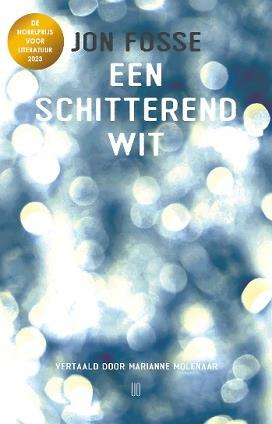 DE
NOBELPRIJS
VOOR
LITERATUUR
2023
JON FOSSE
EEN
SCHITTEREND
WIT
VERTAALD DOOR MARIANNE MOLENAAR